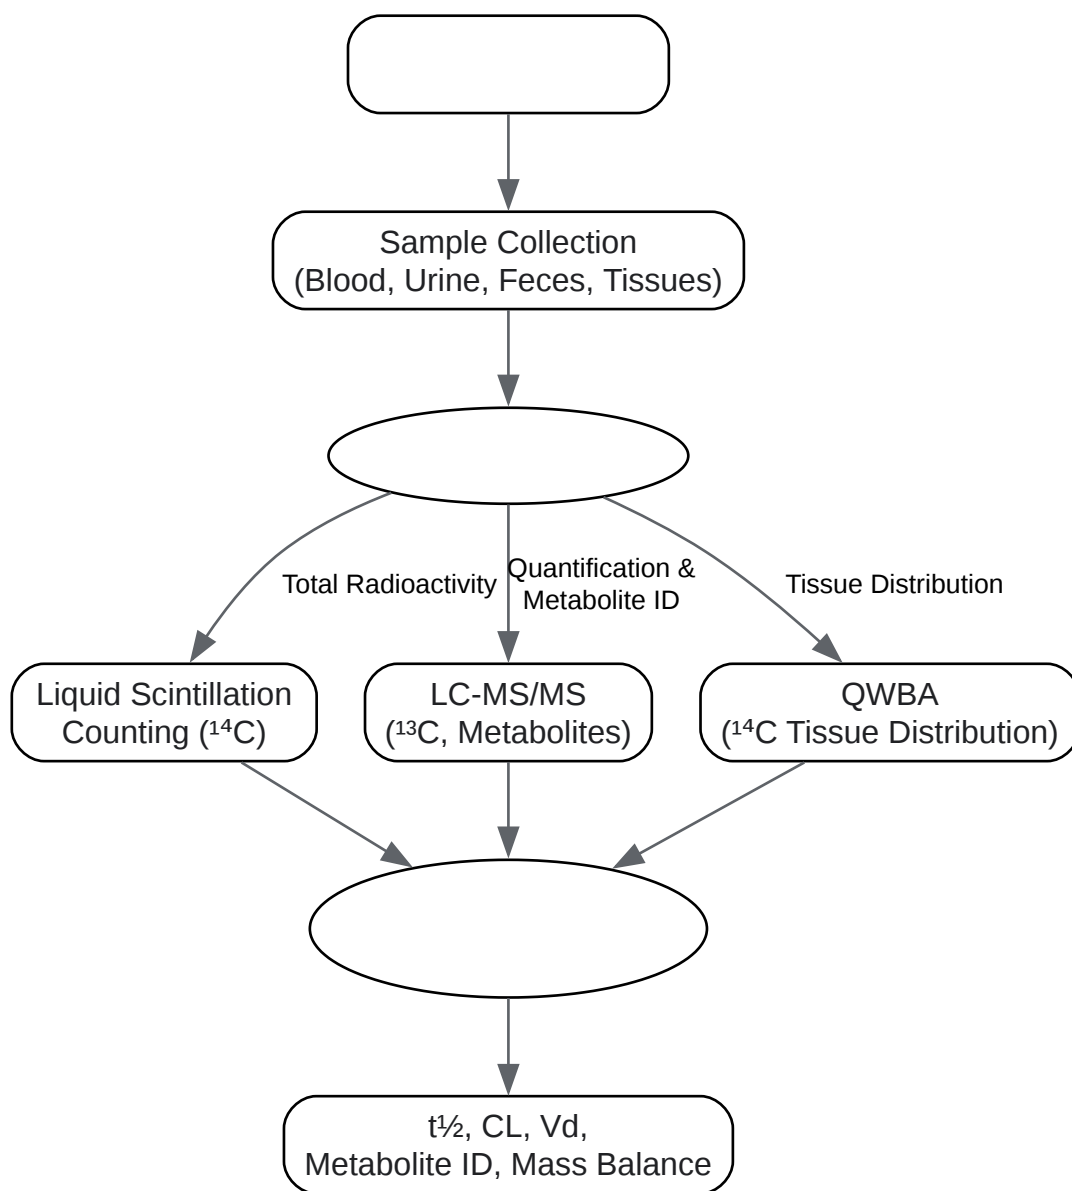 Sample Collection
(Blood, Urine, Feces, Tissues)
Total Radioactivity
Quantification &
Metabolite ID
Tissue Distribution
Liquid Scintillation
Counting (¹⁴C)
LC-MS/MS
(¹³C, Metabolites)
QWBA
(¹⁴C Tissue Distribution)
t½, CL, Vd,
Metabolite ID, Mass Balance